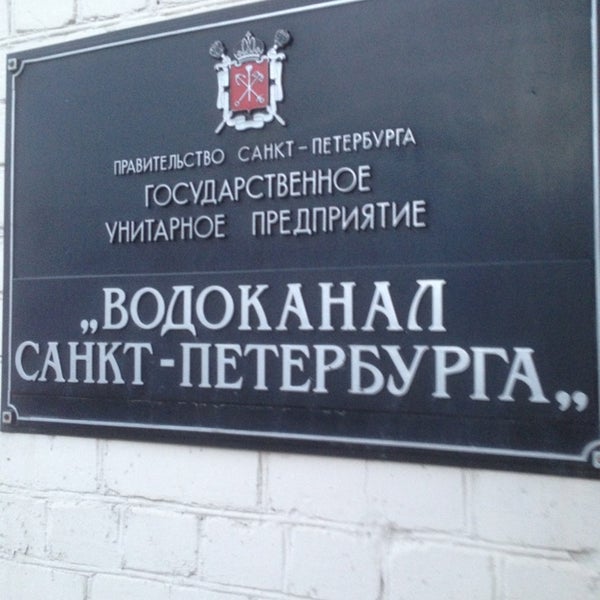 ПРАВИТЕЛЬСТВО САНКТ-ПЕТЕРБУРГА
ГОСУДАРСТВЕННОЕ
УНИТАРНОЕ ПРЕДПРИЯТИЕ
„ВОДОКАНАЛ
САНКТ-ПЕТЕРБУРГА„